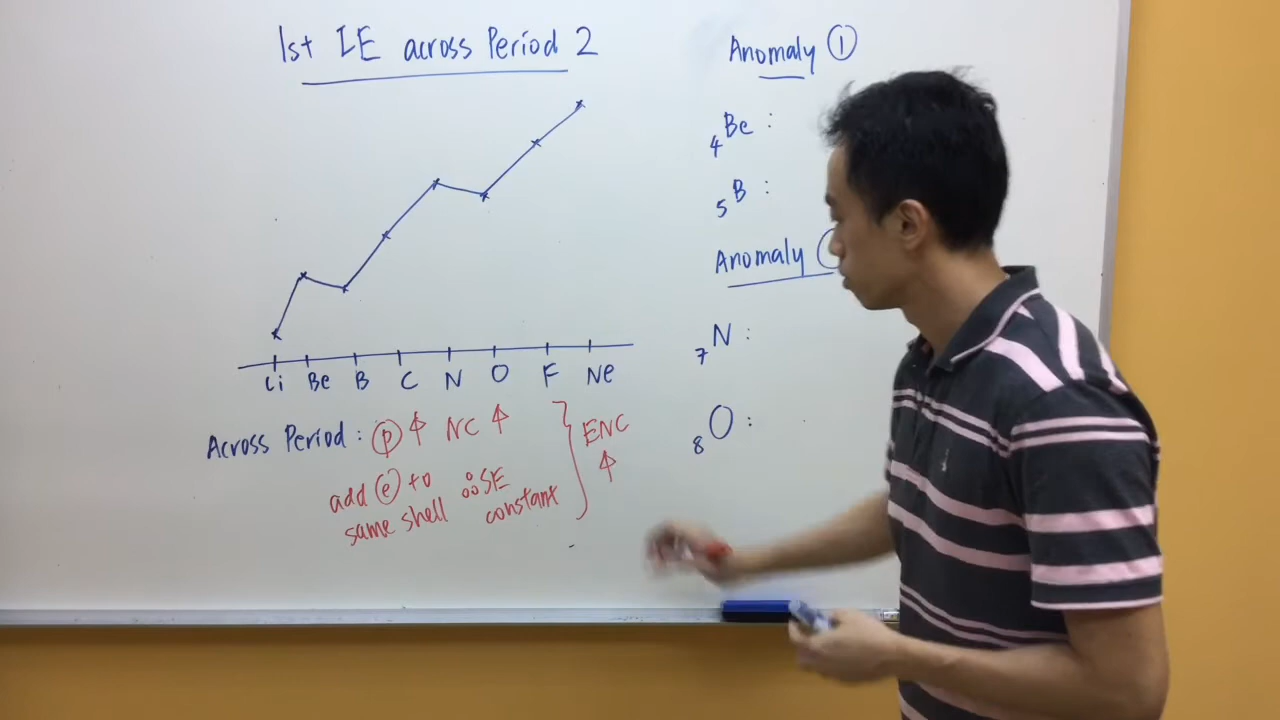 1st IE across Period 2
Li Be B C N O F Ne
Across Period : p ↑ NC ↑
add e to
same shell
∴ SE
constant
ENC
↑
Anomaly ①
4Be :
5B :
Anomaly
7N :
8O :